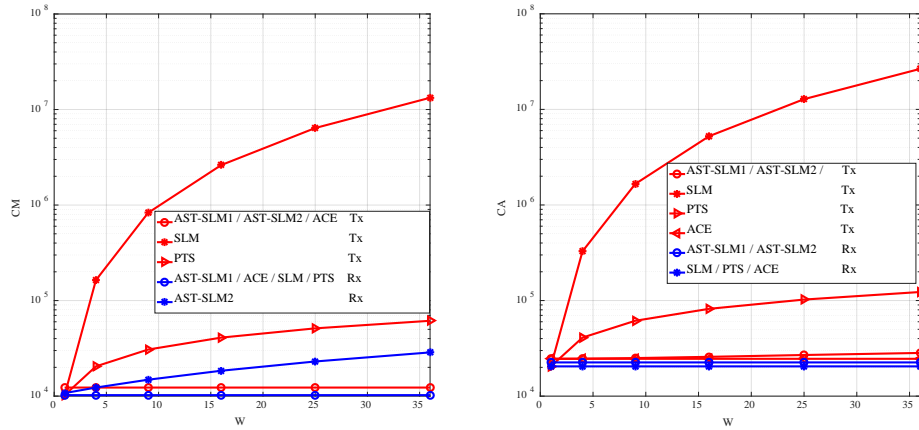 10^8
10^7
10^6
10^5
10^4
CM
0 5 10 15 20 25 30 35
W
AST-SLM1 / AST-SLM2 / ACE Tx
SLM Tx
PTS Tx
AST-SLM1 / ACE / SLM / PTS Rx
AST-SLM2 Rx
10^8
10^7
10^6
10^5
10^4
CA
0 5 10 15 20 25 30 35
W
AST-SLM1 / AST-SLM2 / Tx
SLM Tx
PTS Tx
ACE Tx
AST-SLM1 / AST-SLM2 Rx
SLM / PTS / ACE Rx